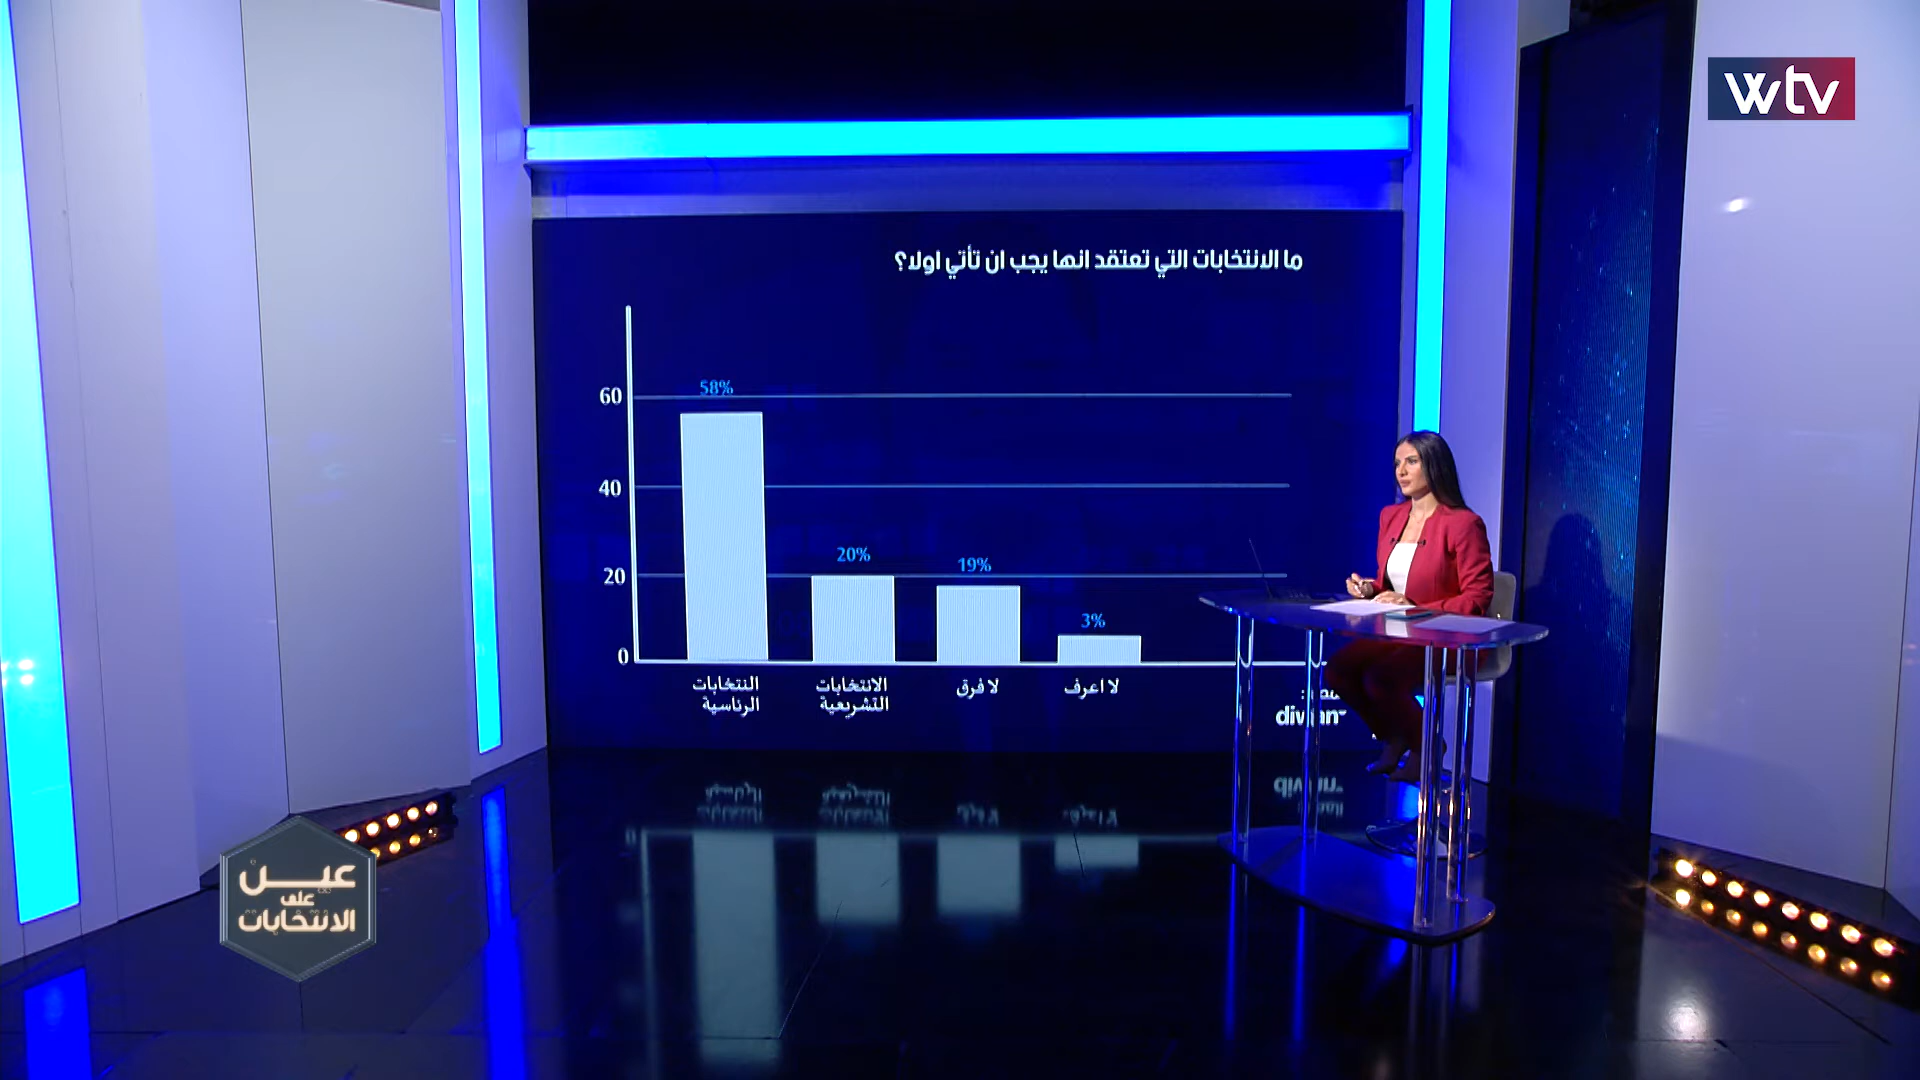 wtv
ما الانتخابات التي تعتقد انها يجب ان تأتي اولا؟
60
40
20
0
58%
20%
19%
3%
النتخابات
الرئاسية
الانتخابات
التشريعية
لا فرق
لا اعرف
عين
على
الانتخابات